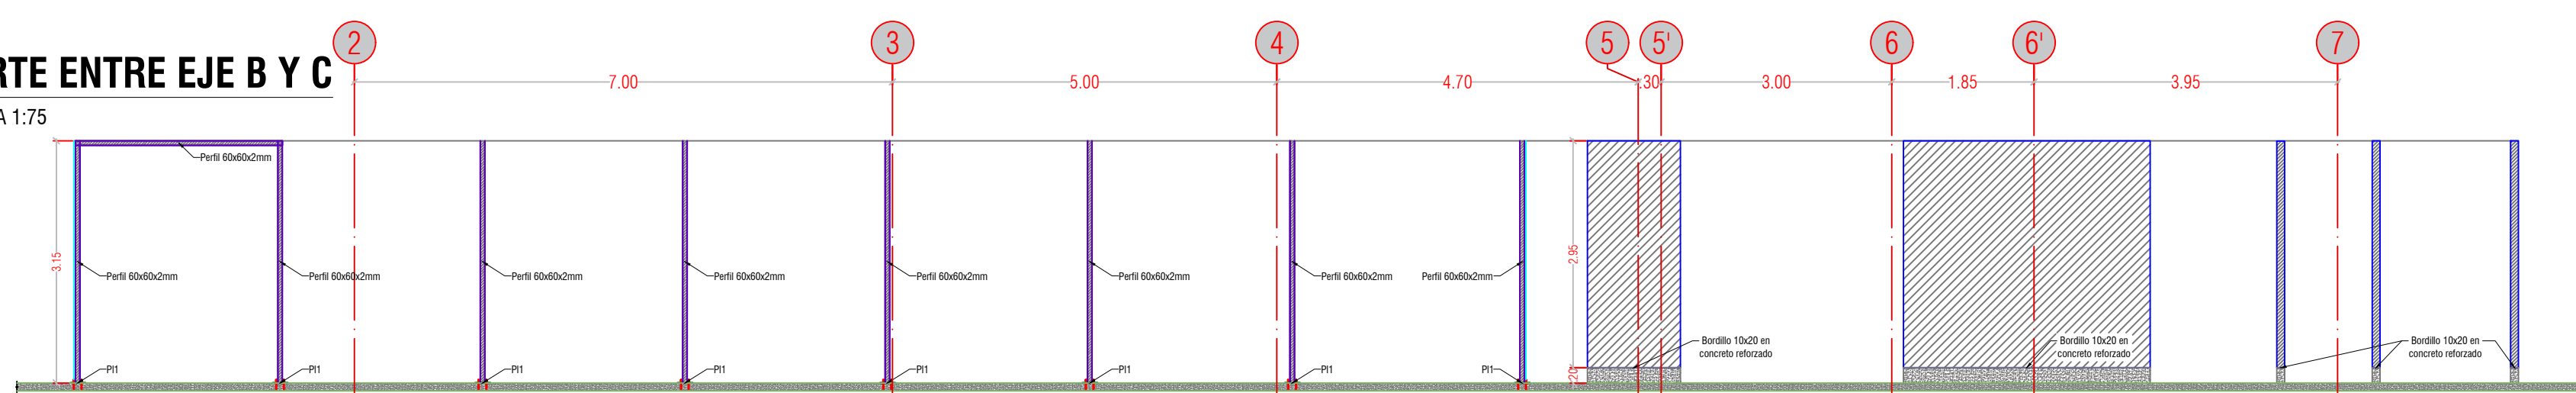 2 3 4 5 5' 6 6' 7
RTE ENTRE EJE B Y C
7.00 5.00 4.70 .30 3.00 1.85 3.95
A 1:75
Perfil 60x60x2mm
3.15
2.95
Perfil 60x60x2mm Perfil 60x60x2mm Perfil 60x60x2mm Perfil 60x60x2mm Perfil 60x60x2mm Perfil 60x60x2mm Perfil 60x60x2mm Perfil 60x60x2mm
Bordillo 10x20 en
concreto reforzado
Bordillo 10x20 en
concreto reforzado
Bordillo 10x20 en
concreto reforzado
Pl1 Pl1 Pl1 Pl1 Pl1 Pl1 Pl1 Pl1
.20